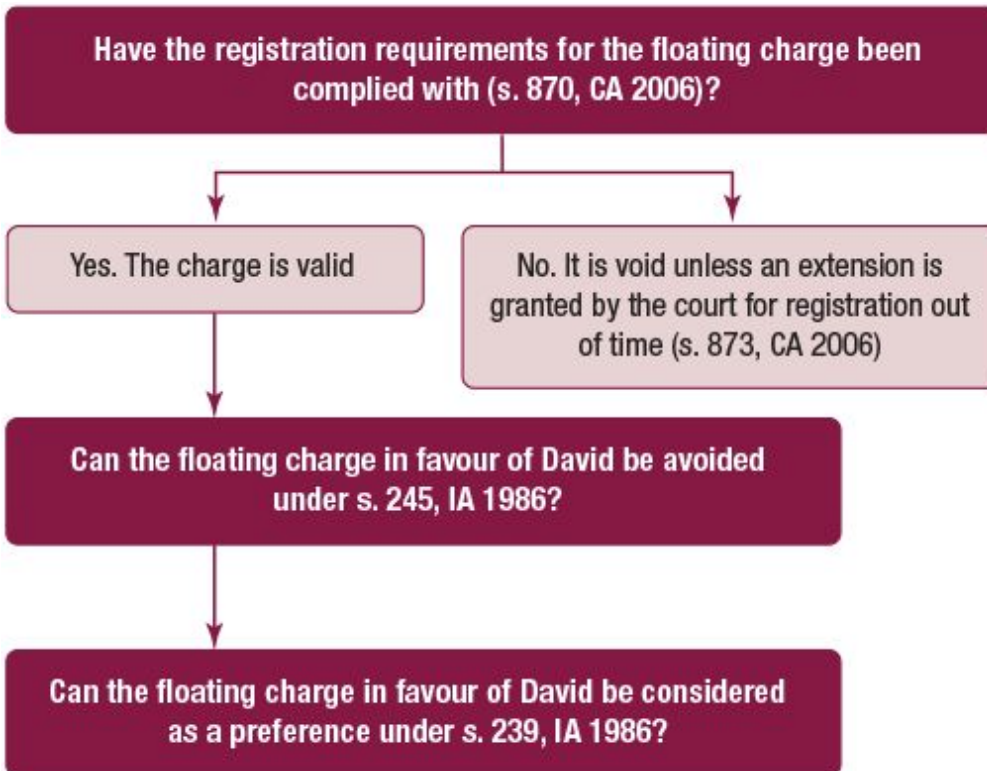 Have the registration requirements for the floating charge been
complied with (s. 870, CA 2006)?
Yes. The charge is valid
No. It is void unless an extension is
granted by the court for registration out
of time (s. 873, CA 2006)
Can the floating charge in favour of David be avoided
under s. 245, IA 1986?
Can the floating charge in favour of David be considered
as a preference under s. 239, IA 1986?